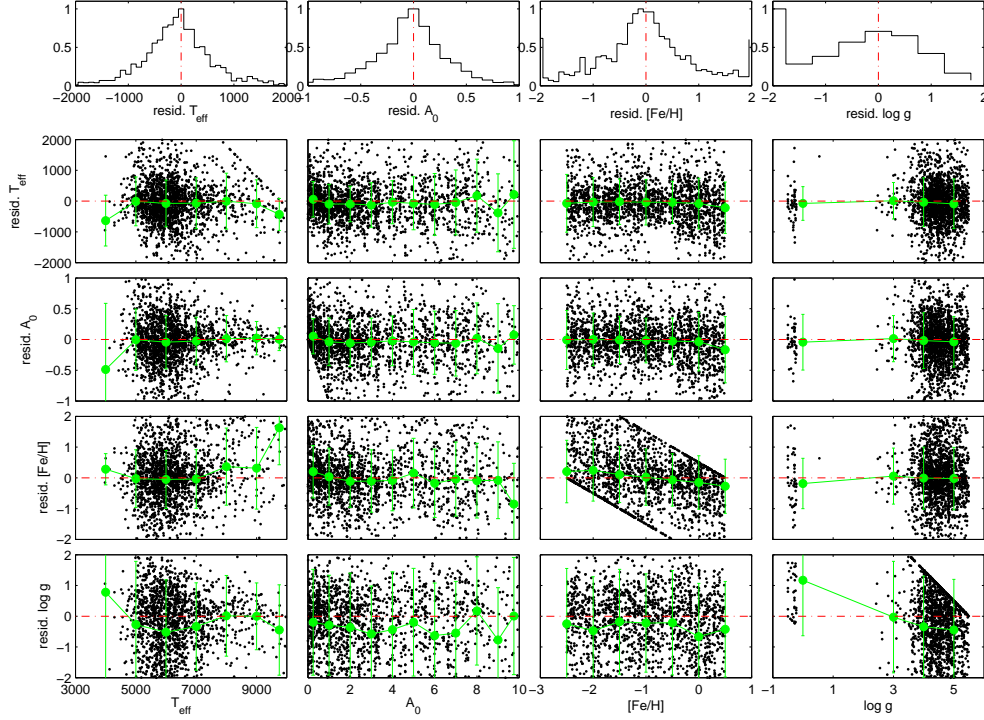 1
0.5
0
−2000 −1000 0 1000 2000
resid. T_eff
1
0.5
0
−1 −0.5 0 0.5 1
resid. A_0
1
0.5
0
−2 −1 0 1 2
resid. [Fe/H]
1
0.5
0
−2 −1 0 1 2
resid. log g
2000
1000
0
−1000
−2000
resid. T_eff
1
0.5
0
−0.5
−1
resid. A_0
2
1
0
−1
−2
resid. [Fe/H]
2
1
0
−1
−2
resid. log g
3000 5000 7000 9000
T_eff
0 2 4 6 8 10
A_0
−3 −2 −1 0 1
[Fe/H]
−1 1 3 5
log g